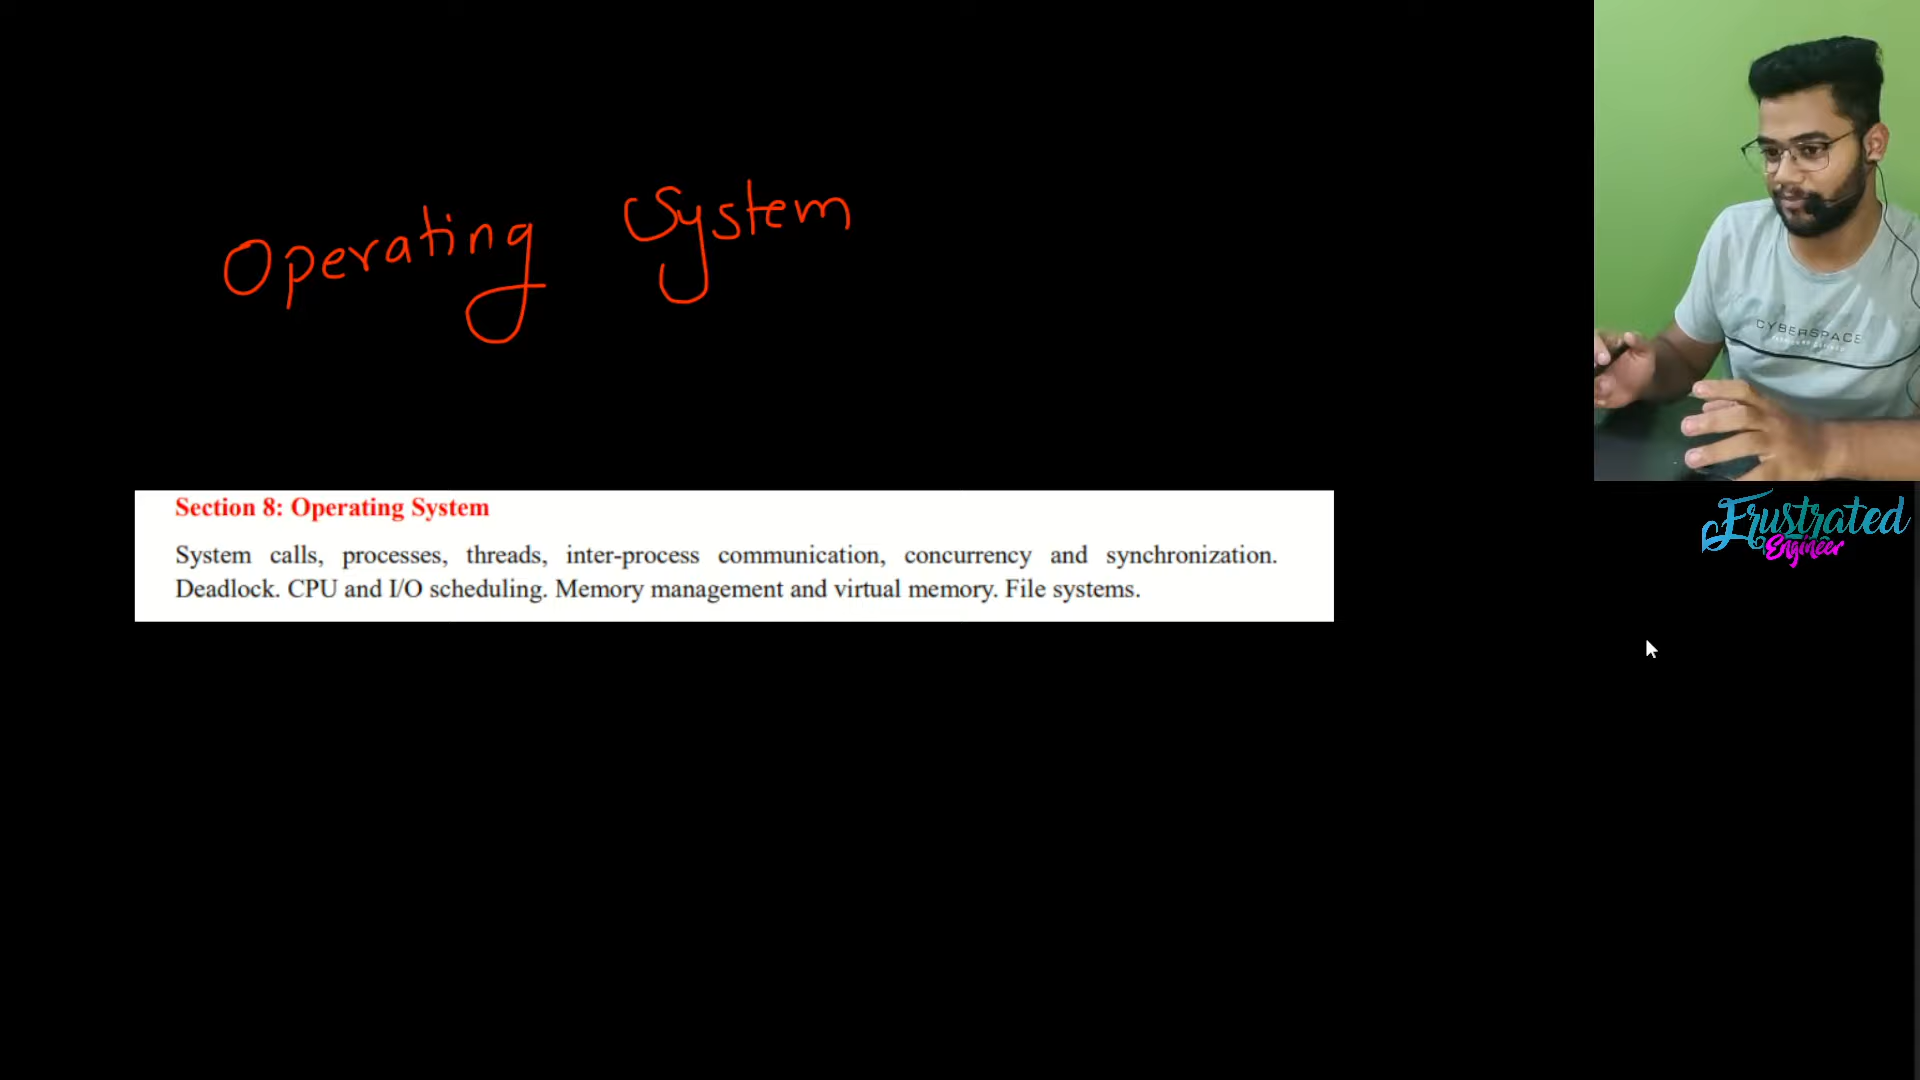 Operating System
Section 8: Operating System
System calls, processes, threads, inter-process communication, concurrency and synchronization.
Deadlock. CPU and I/O scheduling. Memory management and virtual memory. File systems.
CYBERSPACE
Frustrated
Engineer